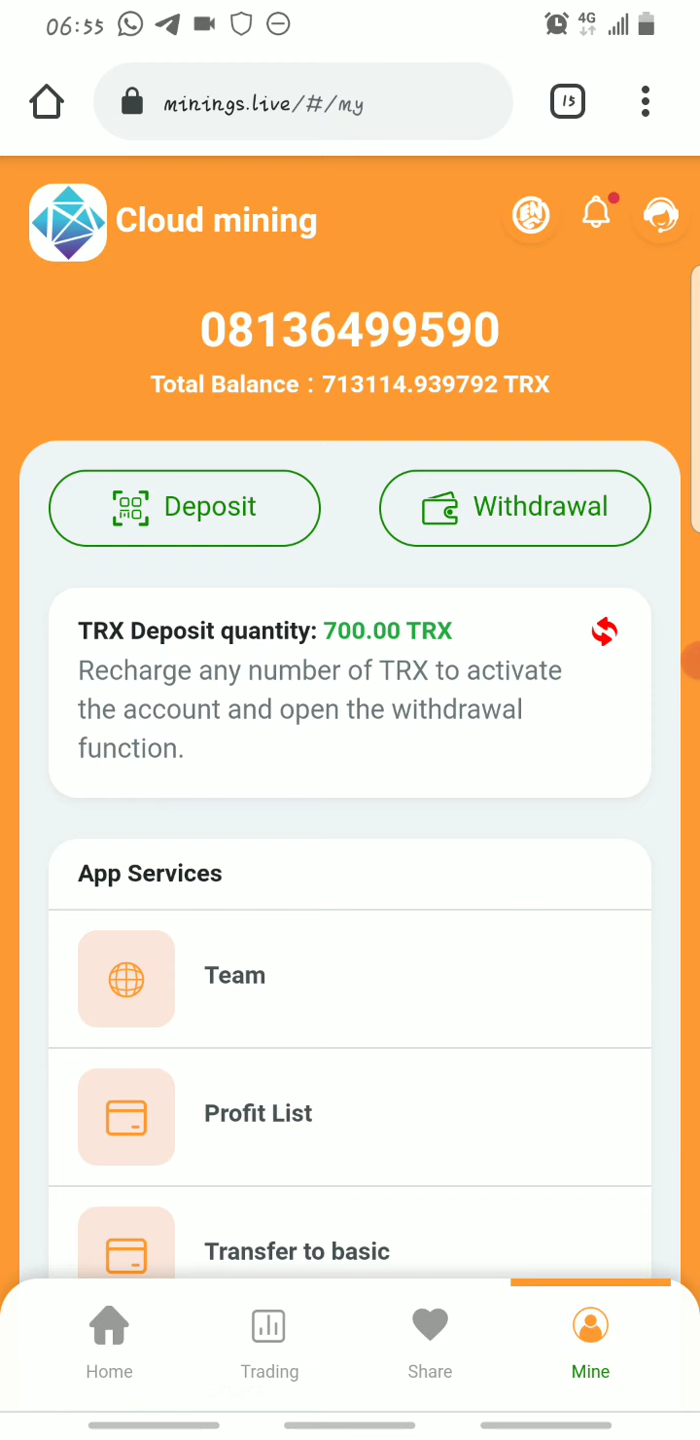 06:55
4G
minings.live/#/my
15
Cloud mining
EN
08136499590
Total Balance : 713114.939792 TRX
Deposit
Withdrawal
TRX Deposit quantity: 700.00 TRX
Recharge any number of TRX to activate
the account and open the withdrawal
function.
App Services
Team
Profit List
Transfer to basic
Home
Trading
Share
Mine